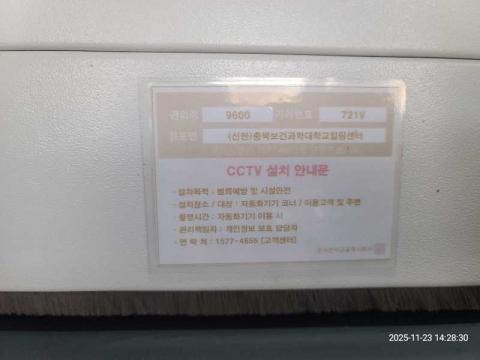 관리점 9600 기기번호 721V
점포명 (신한)충북보건과학대학교힐링센터
CCTV 설치 안내문
· 설치목적 : 범죄예방 및 시설안전
· 설치장소 / 대상 : 자동화기기 코너 / 이용고객 및 주변
· 촬영시간 : 자동화기기 이용 시
· 관리책임자 : 개인정보 보호 담당자
· 연 락 처 : 1577-4655 (고객센터)
2025-11-23 14:28:30